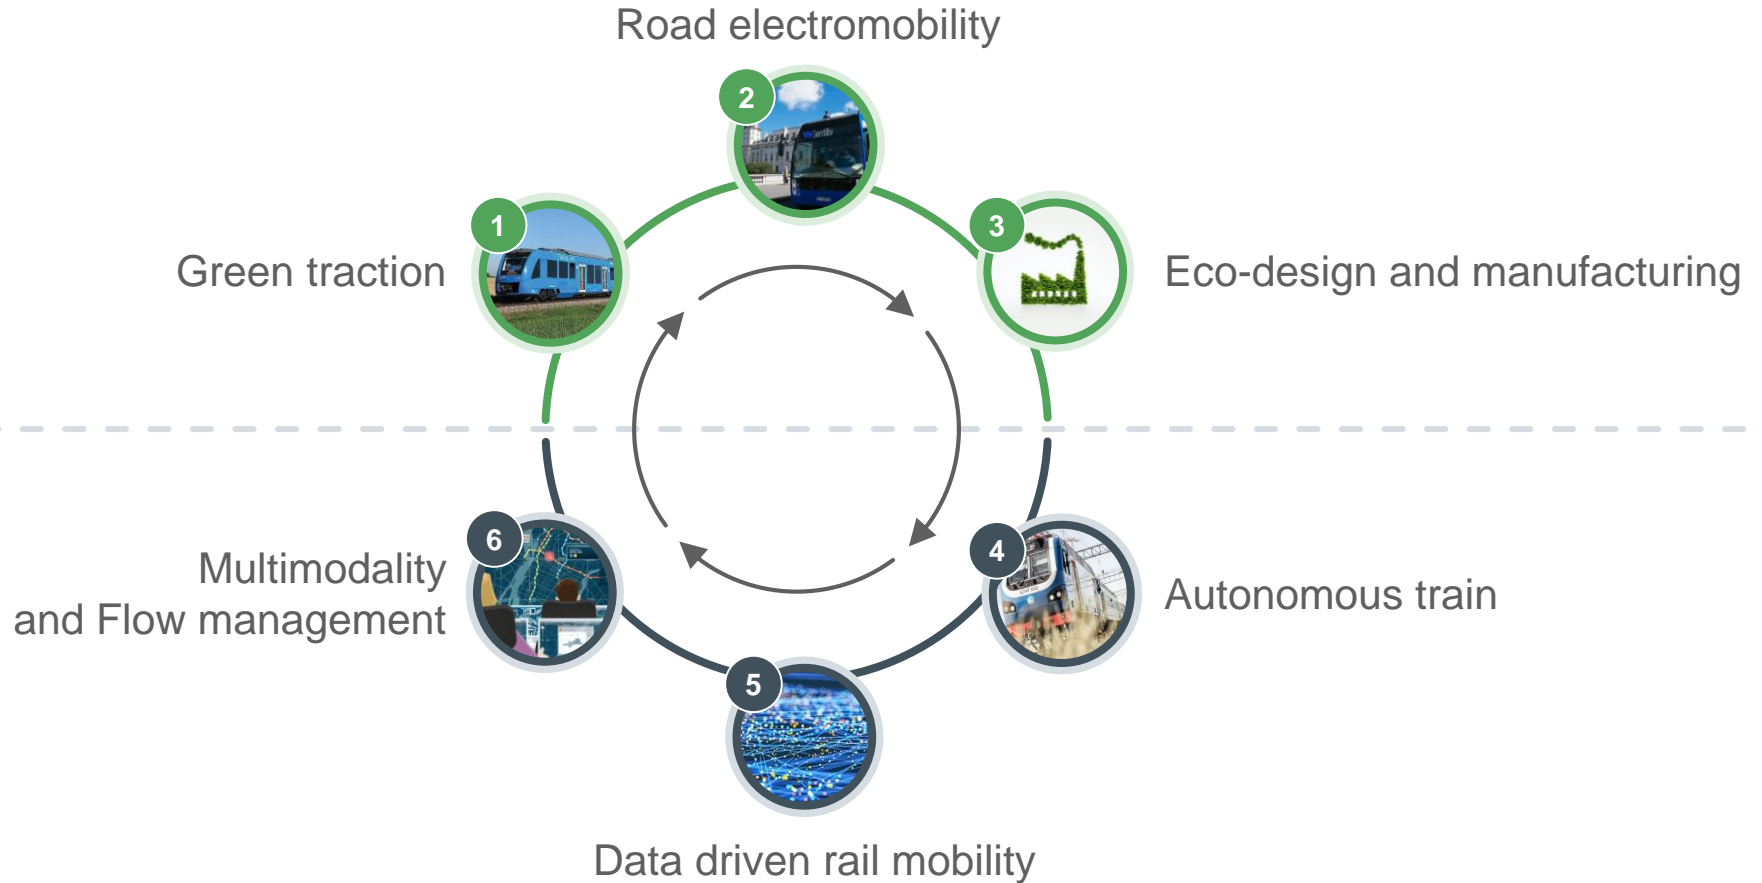 Road electromobility
2
1
3
Green traction
Eco-design and manufacturing
6
4
Multimodality
and Flow management
Autonomous train
5
Data driven rail mobility